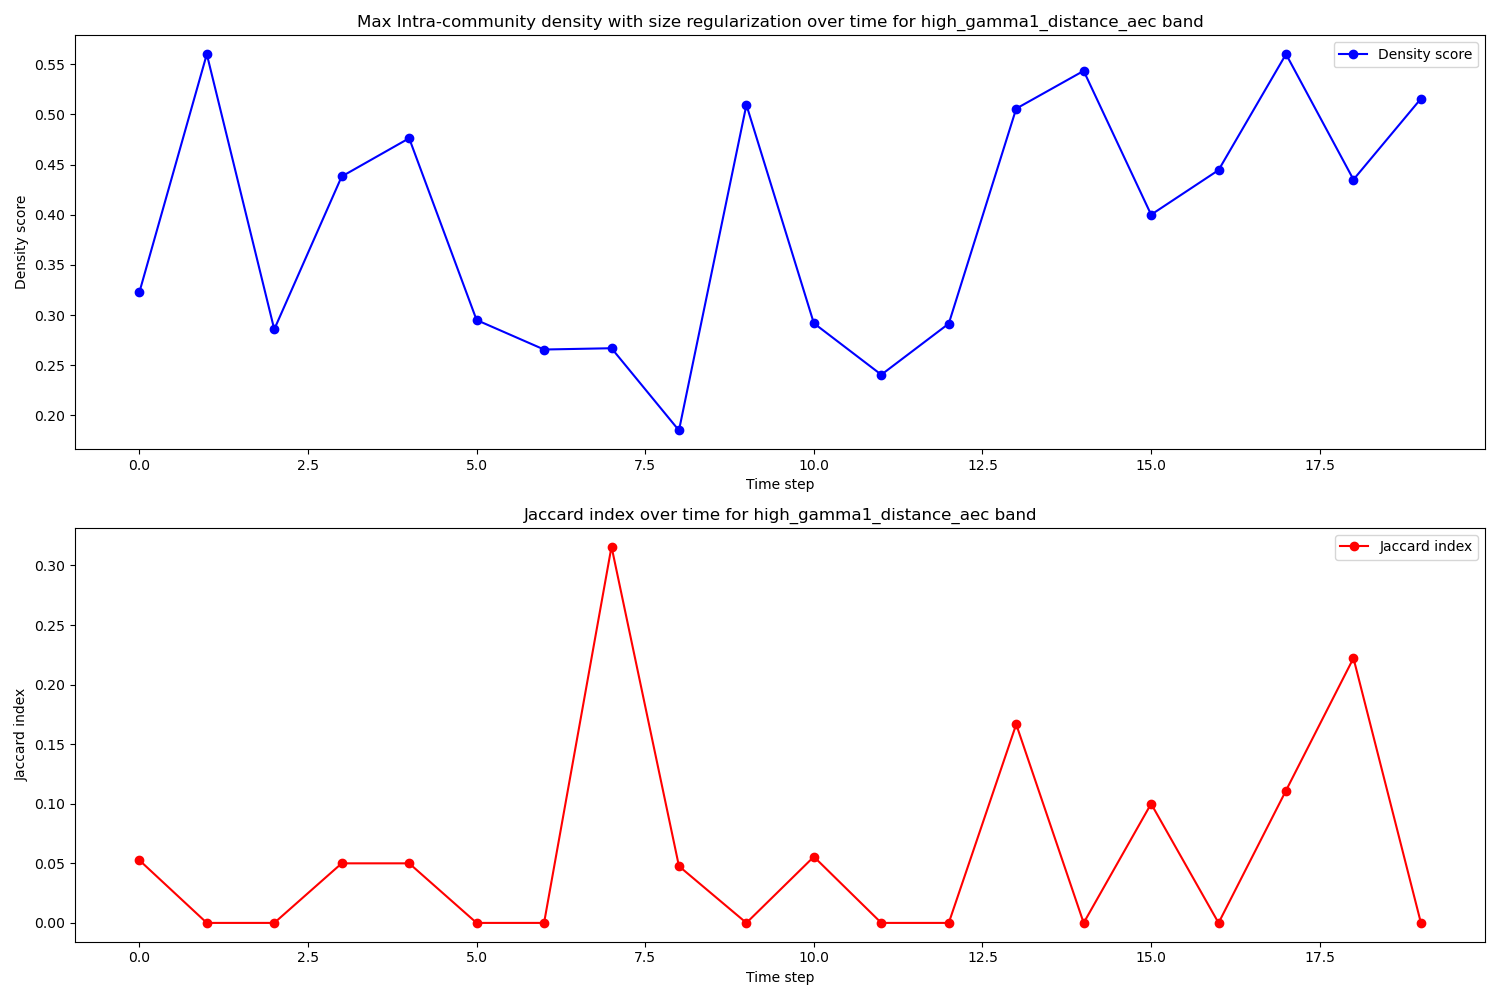 Max Intra-community density with size regularization over time for high_gamma1_distance_aec band
Density score
0.55
0.50
0.45
0.40
0.35
0.30
0.25
0.20
Density score
0.0 2.5 5.0 7.5 10.0 12.5 15.0 17.5
Time step
Jaccard index over time for high_gamma1_distance_aec band
Jaccard index
0.30
0.25
0.20
0.15
0.10
0.05
0.00
Jaccard index
0.0 2.5 5.0 7.5 10.0 12.5 15.0 17.5
Time step